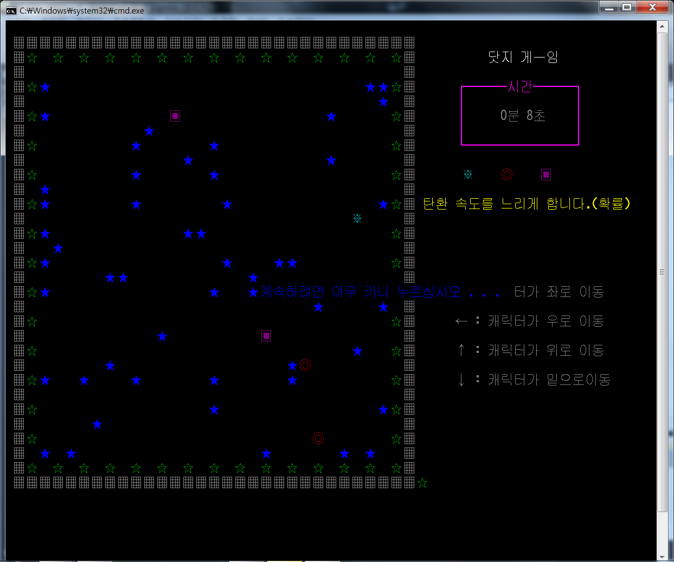 C:₩Windows₩system32₩cmd.exe
닷지 게ㅡ임
시간
0분 8초
※ ◎ ▣
탄환 속도를 느리게 합니다.(확률)
계속하려면 아무 키나 누르십시오 . . . 터가 좌로 이동
← : 캐릭터가 우로 이동
↑ : 캐릭터가 위로 이동
↓ : 캐릭터가 밑으로이동